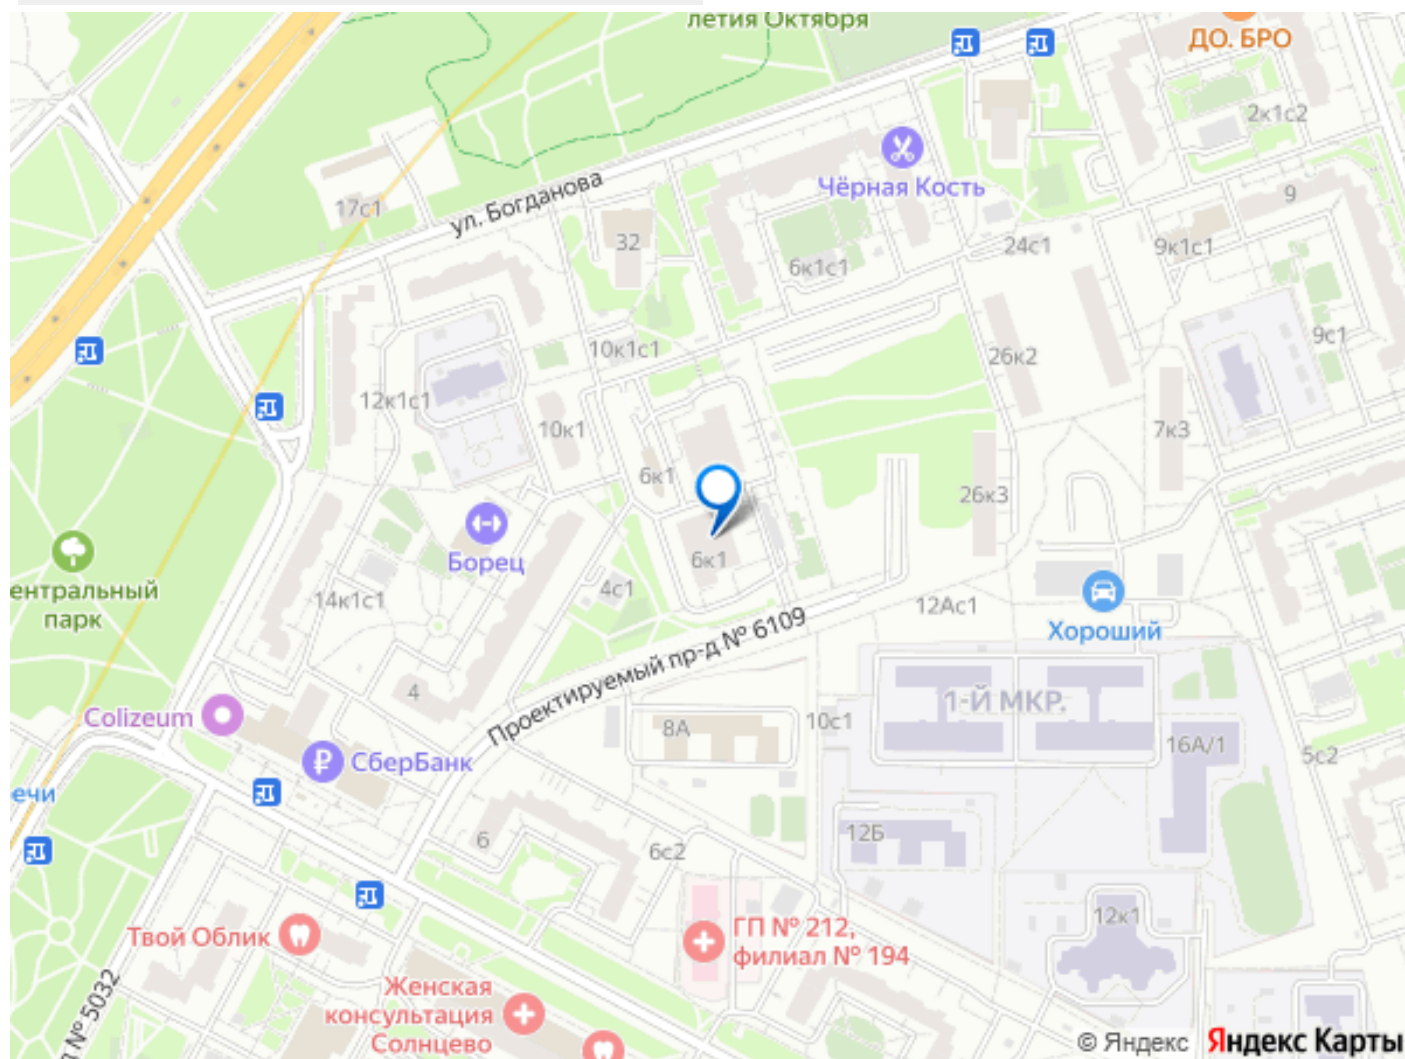 летия Октября
ДО. БРО
2к1с2
Чёрная Кость
17с1
ул. Богданова
32
9
24с1
9к1с1
6к1с1
10к1с1
9с1
26к2
12к1с1
10к1
7к3
6к1
26к3
Борец
6к1
4с1
ентральный
парк
14к1с1
12Ас1
Хороший
Проектируемый пр-д № 6109
4
1-Й МКР.
Colizeum
10с1
8А
16А/1
5с2
СберБанк
ечи
6
12Б
6с2
12к1
Твой Облик
ГП № 212,
филиал № 194
Женская
консультация
Солнцево
д № 5032
© Яндекс Яндекс Карты